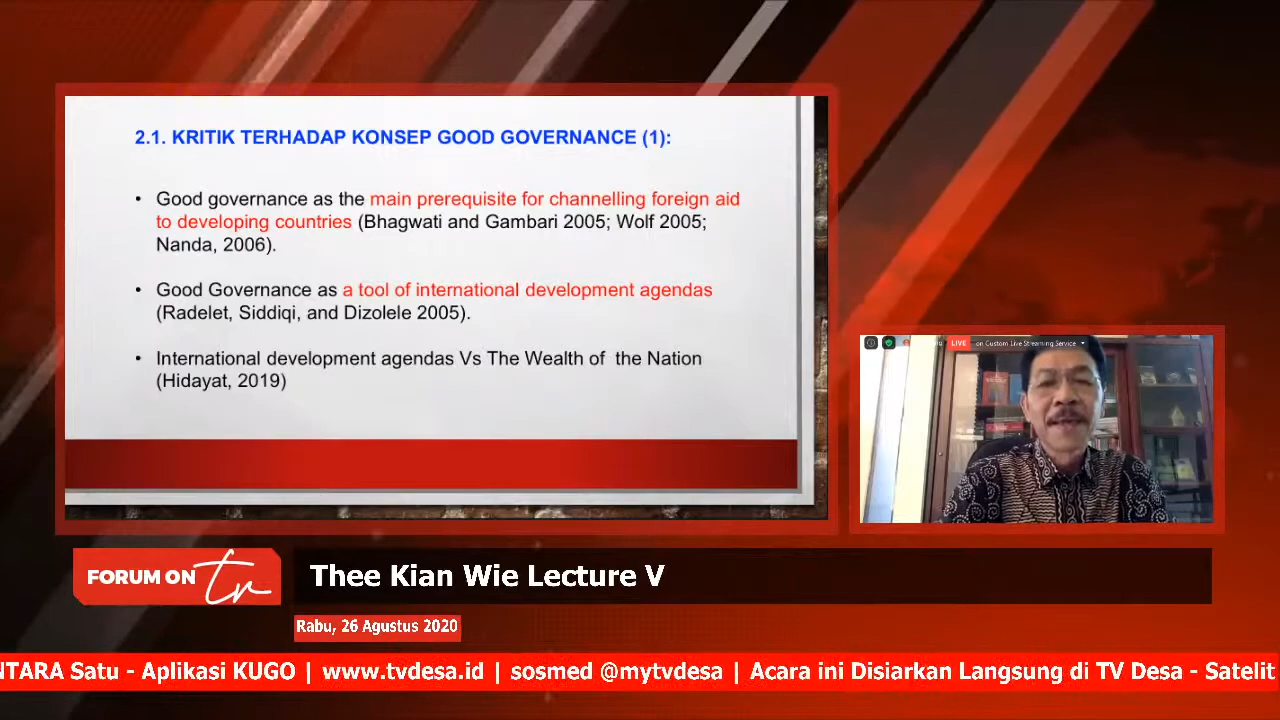 2.1. KRITIK TERHADAP KONSEP GOOD GOVERNANCE (1):
• Good governance as the main prerequisite for channelling foreign aid
to developing countries (Bhagwati and Gambari 2005; Wolf 2005;
Nanda, 2006).
• Good Governance as a tool of international development agendas
(Radelet, Siddiqi, and Dizolele 2005).
• International development agendas Vs The Wealth of the Nation
(Hidayat, 2019)
LIVE on Custom Live Streaming Service
FORUM ON tr
Thee Kian Wie Lecture V
Rabu, 26 Agustus 2020
NTARA Satu - Aplikasi KUGO | www.tvdesa.id | sosmed @mytvdesa | Acara ini Disiarkan Langsung di TV Desa - Satelit